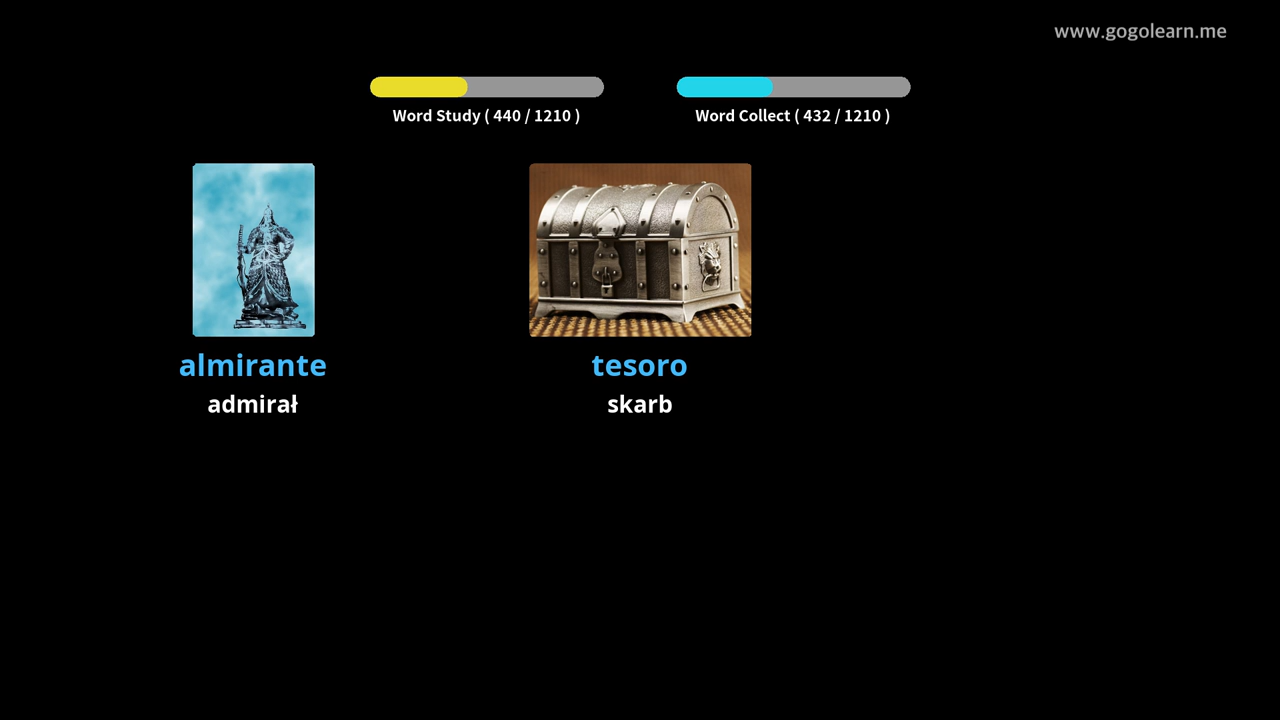 www.gogolearn.me
Word Study ( 440 / 1210 )
Word Collect ( 432 / 1210 )
almirante
admirał
tesoro
skarb